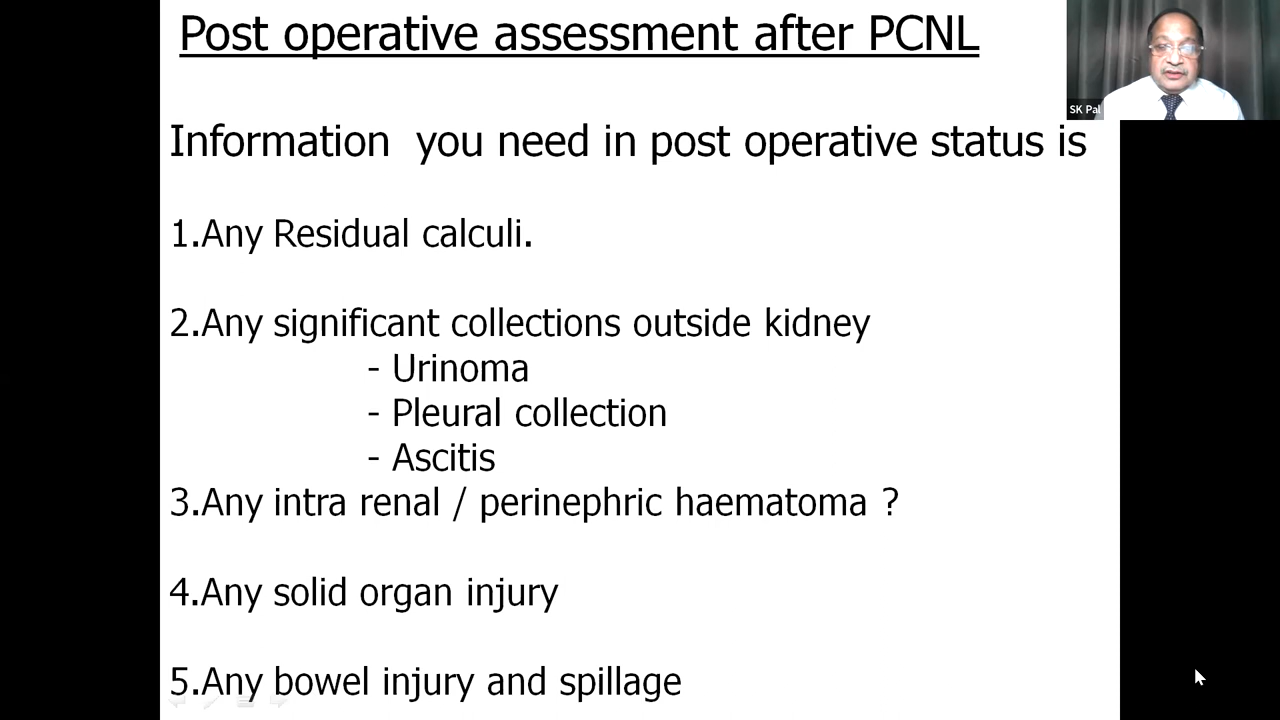 Post operative assessment after PCNL
SK Pal
Information you need in post operative status is
1.Any Residual calculi.
2.Any significant collections outside kidney
- Urinoma
- Pleural collection
- Ascitis
3.Any intra renal / perinephric haematoma ?
4.Any solid organ injury
5.Any bowel injury and spillage